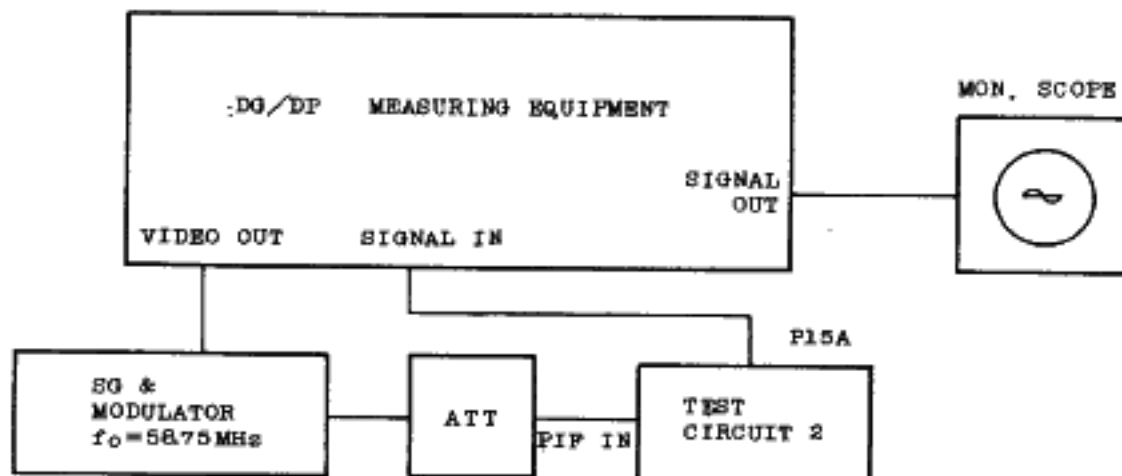 DG/DP MEASURING EQUIPMENT
MON. SCOPE
SIGNAL
OUT
VIDEO OUT SIGNAL IN
P15A
SG &
MODULATOR
fo=58.75MHz
ATT
PIF IN
TEST
CIRCUIT 2